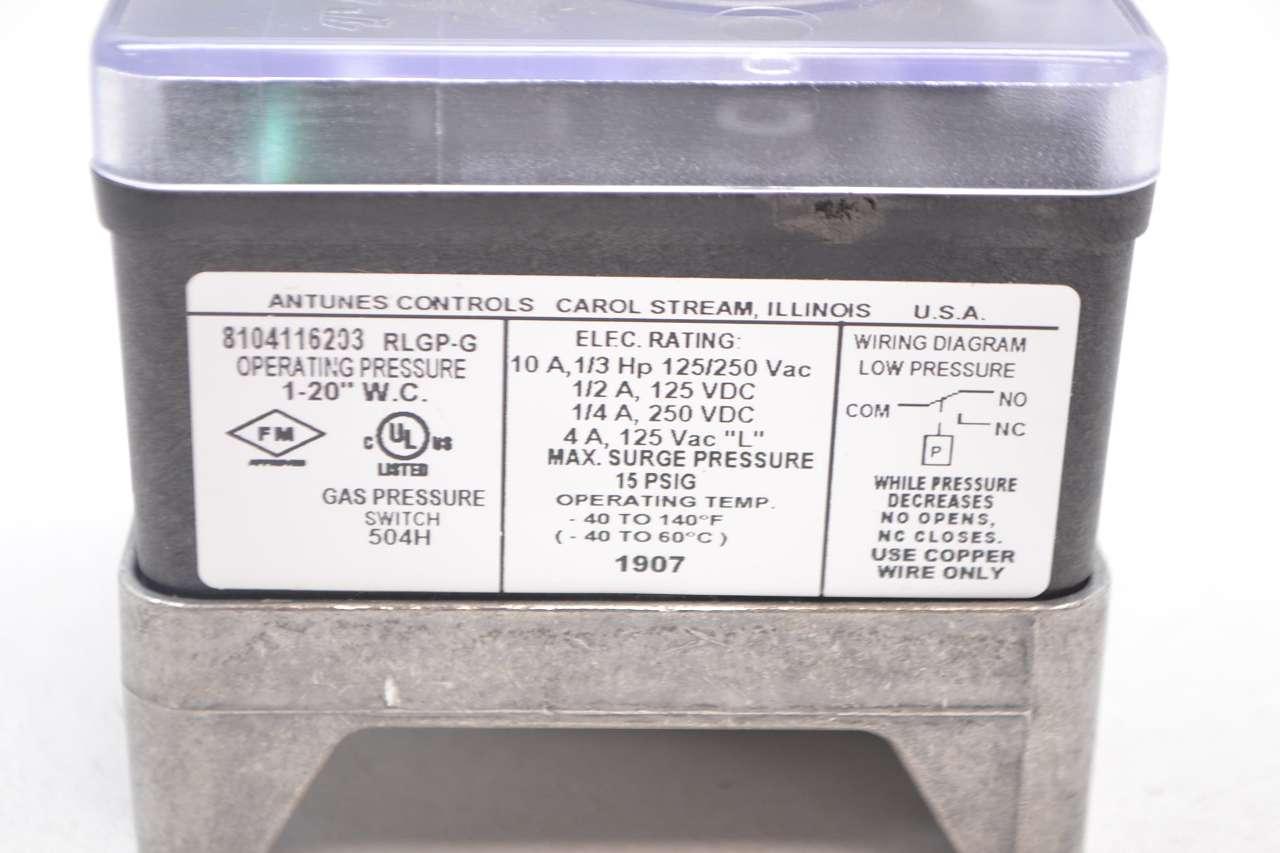 ANTUNES CONTROLS CAROL STREAM, ILLINOIS U.S.A.
8104116203 RLGP-G
OPERATING PRESSURE
1-20" W.C.
FM
APPROVED
C UL US
LISTED
GAS PRESSURE
SWITCH
504H
ELEC. RATING:
10 A,1/3 Hp 125/250 Vac
1/2 A, 125 VDC
1/4 A, 250 VDC
4 A, 125 Vac "L"
MAX. SURGE PRESSURE
15 PSIG
OPERATING TEMP.
- 40 TO 140°F
( - 40 TO 60°C )
1907
WIRING DIAGRAM
LOW PRESSURE
COM NO
NC
P
WHILE PRESSURE
DECREASES
NO OPENS,
NC CLOSES.
USE COPPER
WIRE ONLY